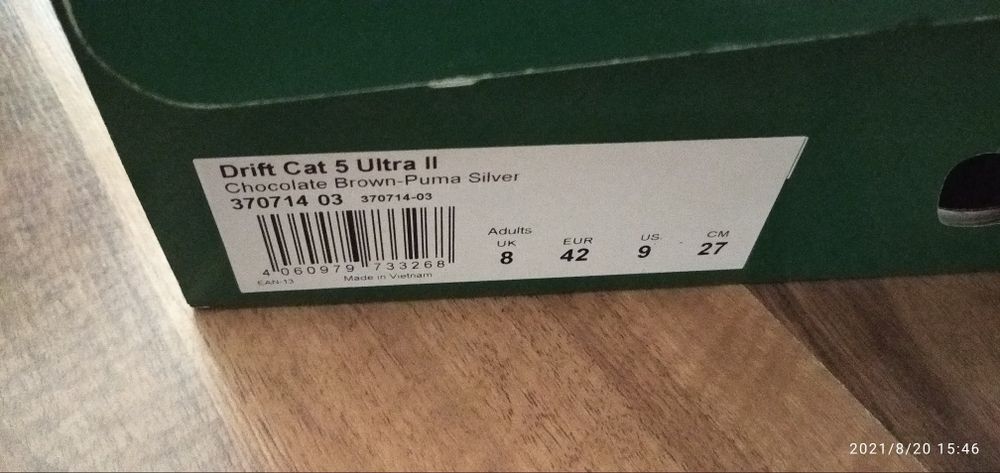 Drift Cat 5 Ultra II
Chocolate Brown-Puma Silver
370714 03 370714-03
4 060979 733268
EAN-13 Made in Vietnam
Adults
UK EUR US CM
8 42 9 27
2021/8/20 15:46